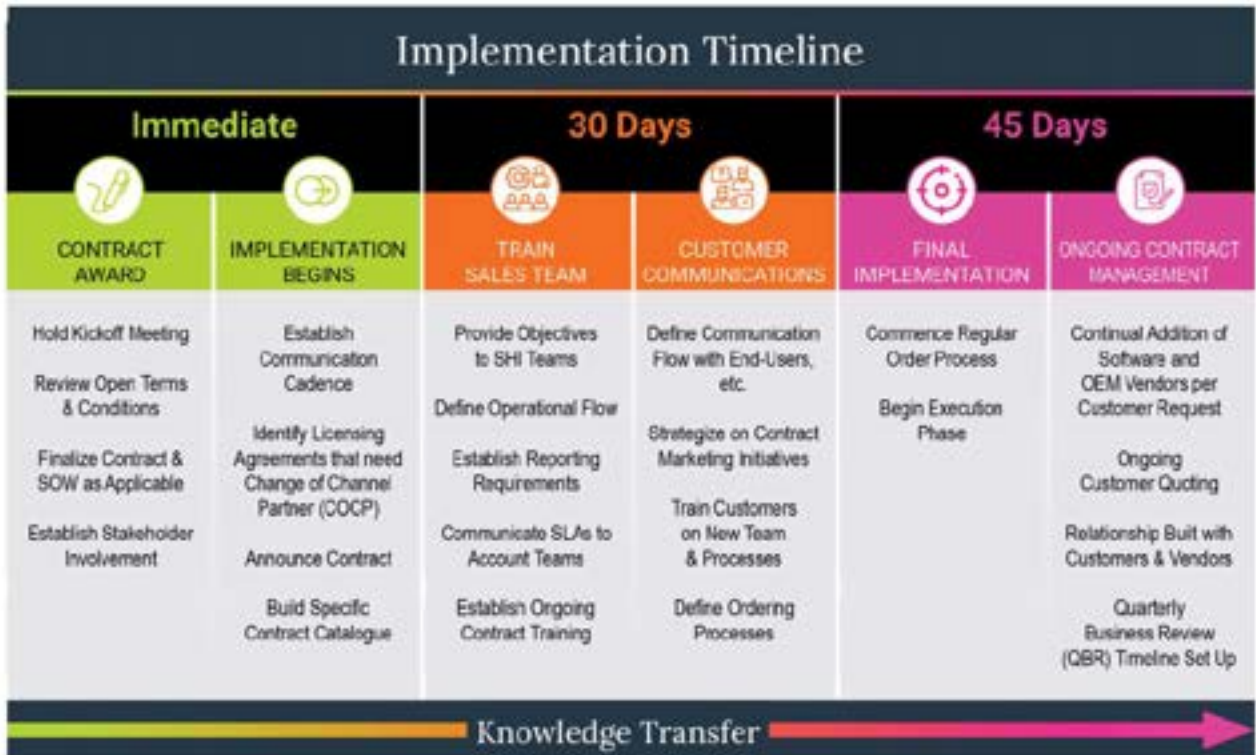 Implementation Timeline
Immediate
30 Days
45 Days
CONTRACT
AWARD
IMPLEMENTATION
BEGINS
TRAIN
SALES TEAM
CUSTOMER
COMMUNICATIONS
FINAL
IMPLEMENTATION
ONGOING CONTRACT
MANAGEMENT
Hold Kickoff Meeting
Review Open Terms
& Conditions
Finalize Contract &
SOW as Applicable
Establish Stakeholder
Involvement
Establish
Communication
Cadence
Identify Licensing
Agreements that need
Change of Channel
Partner (COCP)
Announce Contract
Build Specific
Contract Catalogue
Provide Objectives
to SHI Teams
Define Operational Flow
Establish Reporting
Requirements
Communicate SLAs to
Account Teams
Establish Ongoing
Contract Training
Define Communication
Flow with End-Users,
etc.
Strategize on Contract
Marketing Initiatives
Train Customers
on New Team
& Processes
Define Ordering
Processes
Commence Regular
Order Process
Begin Execution
Phase
Continual Addition of
Software and
OEM Vendors per
Customer Request
Ongoing
Customer Quoting
Relationship Built with
Customers & Vendors
Quarterly
Business Review
(QBR) Timeline Set Up
Knowledge Transfer